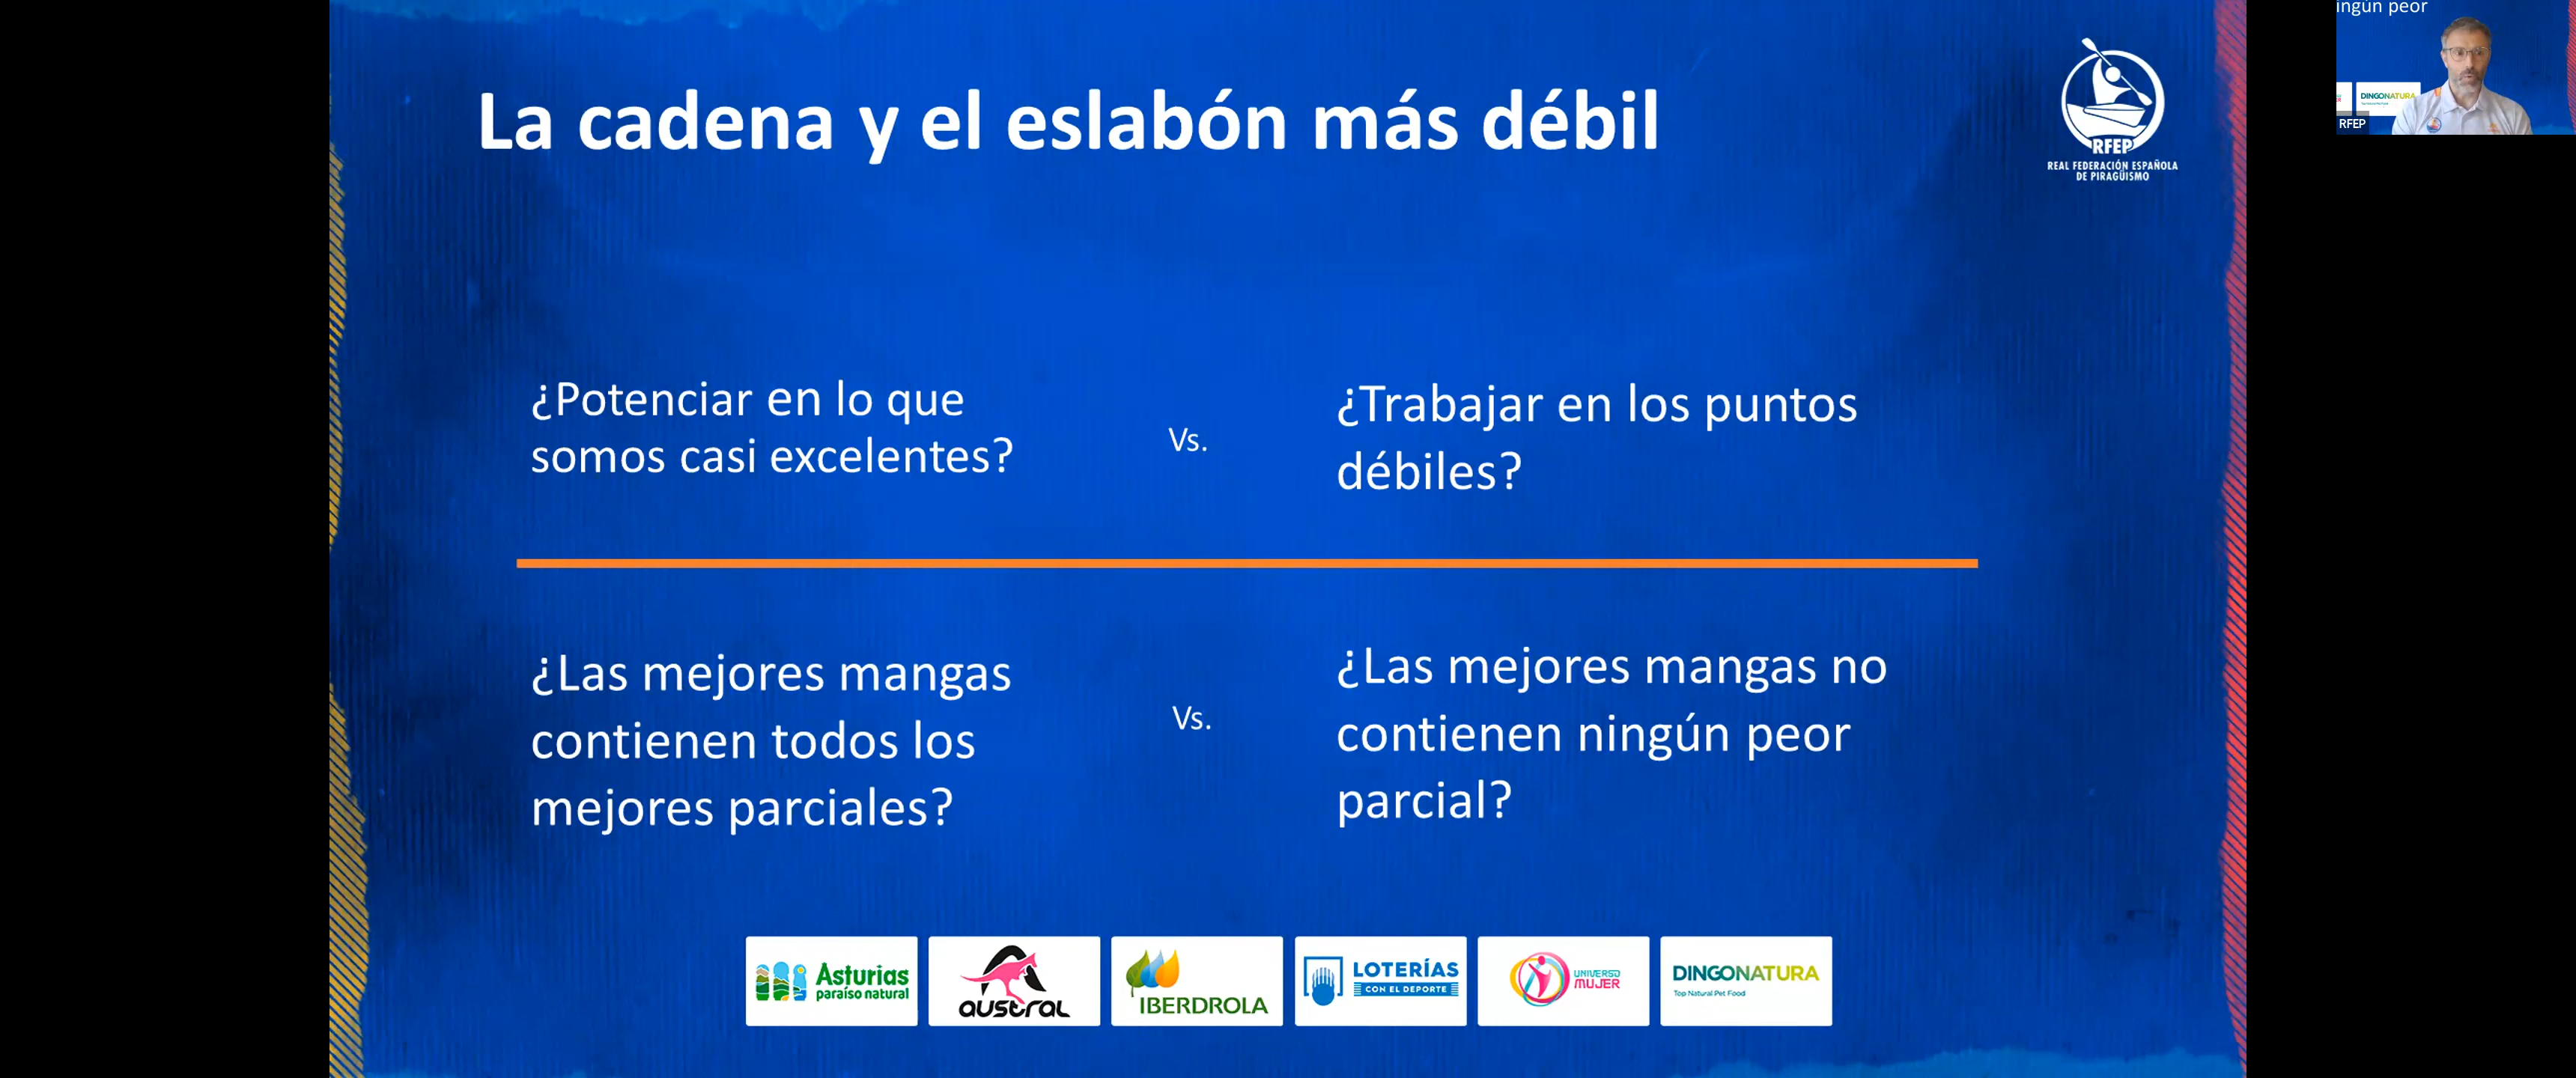 La cadena y el eslabón más débil
RFEP
REAL FEDERACIÓN ESPAÑOLA
DE PIRAGÜISMO
¿Potenciar en lo que
somos casi excelentes?
Vs.
¿Trabajar en los puntos
débiles?
¿Las mejores mangas
contienen todos los
mejores parciales?
Vs.
¿Las mejores mangas no
contienen ningún peor
parcial?
Asturias
paraíso natural
austral
IBERDROLA
LOTERÍAS
CON EL DEPORTE
UNIVERSO
MUJER
DINGONATURA
Top Natural Pet Food
ingún peor
DINGONATURA
RFEP